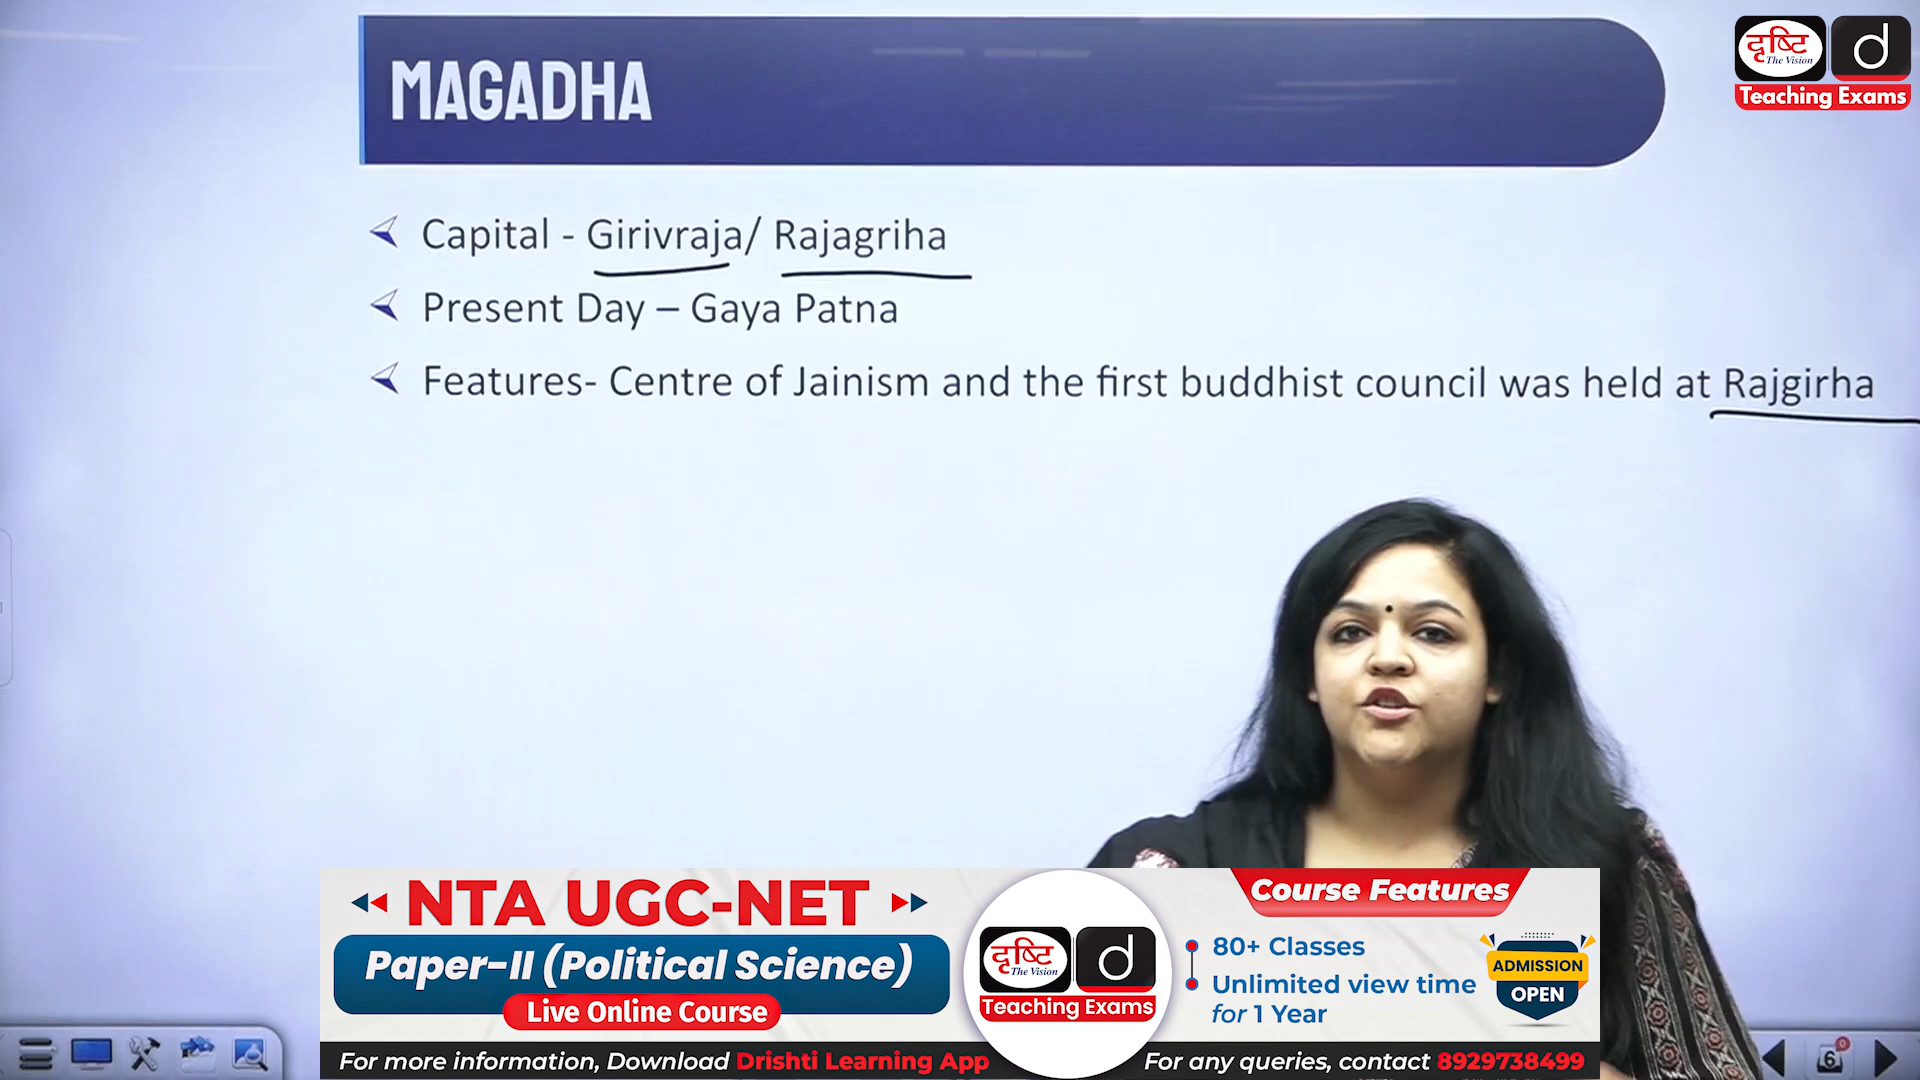 MAGADHA
दृष्टि
The Vision
d
Teaching Exams
Capital - Girivraja/ Rajagriha
Present Day – Gaya Patna
Features- Centre of Jainism and the first buddhist council was held at Rajgirha
NTA UGC-NET
Paper-II (Political Science)
Live Online Course
दृष्टि
The Vision
d
Teaching Exams
Course Features
80+ Classes
Unlimited view time
for 1 Year
ADMISSION
OPEN
For more information, Download Drishti Learning App
For any queries, contact 8929738499
6
0